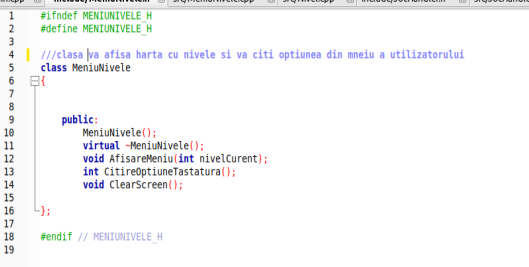 include/MeniuNivele.h
1 #ifndef MENIUNIVELE_H
2 #define MENIUNIVELE_H
3
4 ///clasa va afisa harta cu nivele si va citi optiunea din mneiu a utilizatorului
5 class MeniuNivele
6 {
7
8
9 public:
10 MeniuNivele();
11 virtual ~MeniuNivele();
12 void AfisareMeniu(int nivelCurent);
13 int CitireOptiuneTastatura();
14 void ClearScreen();
15
16 };
17
18 #endif // MENIUNIVELE_H
19